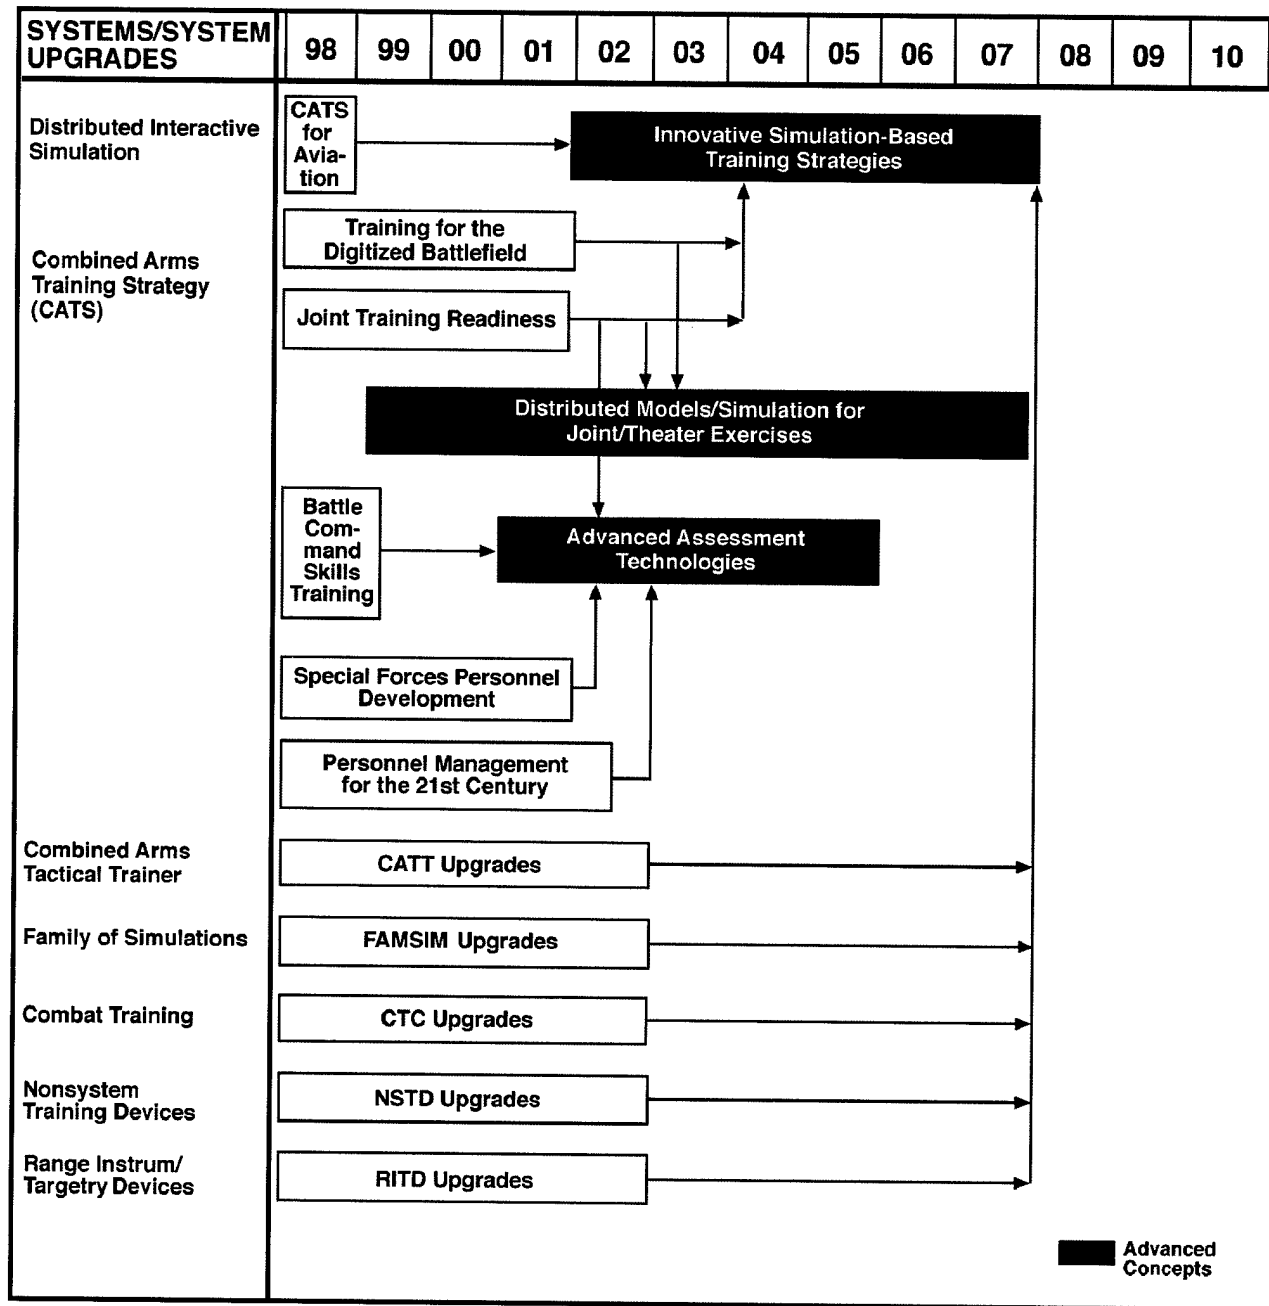 SYSTEMS/SYSTEM
UPGRADES
98 99 00 01 02 03 04 05 06 07 08 09 10
Distributed Interactive
Simulation
CATS
for
Avia-
tion
Innovative Simulation-Based
Training Strategies
Combined Arms
Training Strategy
(CATS)
Training for the
Digitized Battlefield
Joint Training Readiness
Distributed Models/Simulation for
Joint/Theater Exercises
Battle
Com-
mand
Skills
Training
Advanced Assessment
Technologies
Special Forces Personnel
Development
Personnel Management
for the 21st Century
Combined Arms
Tactical Trainer
CATT Upgrades
Family of Simulations
FAMSIM Upgrades
Combat Training
CTC Upgrades
Nonsystem
Training Devices
NSTD Upgrades
Range Instrum/
Targetry Devices
RITD Upgrades
Advanced
Concepts